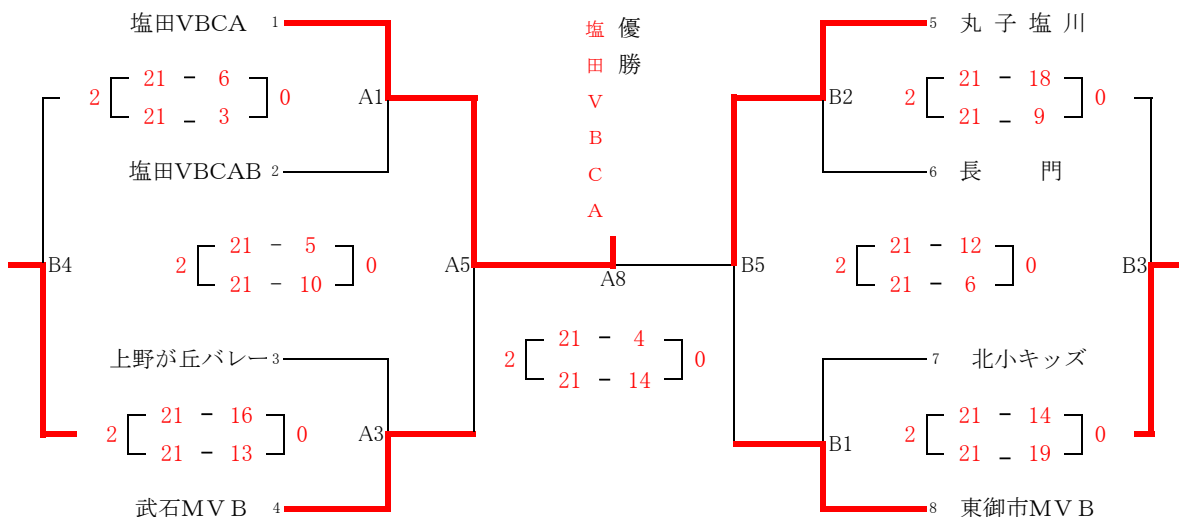 塩田VBCA 1
塩田VBCA
優勝
5 丸子塩川
2 21 - 6 0
21 - 3
A1
B2
2 21 - 18 0
21 - 9
塩田VBCAB 2
6 長門
B4
2 21 - 5 0
21 - 10
A5
A8
B5
2 21 - 12 0
21 - 6
B3
2 21 - 4 0
21 - 14
上野が丘バレー 3
7 北小キッズ
2 21 - 16 0
21 - 13
A3
B1
2 21 - 14 0
21 - 19
武石MVB 4
8 東御市MVB